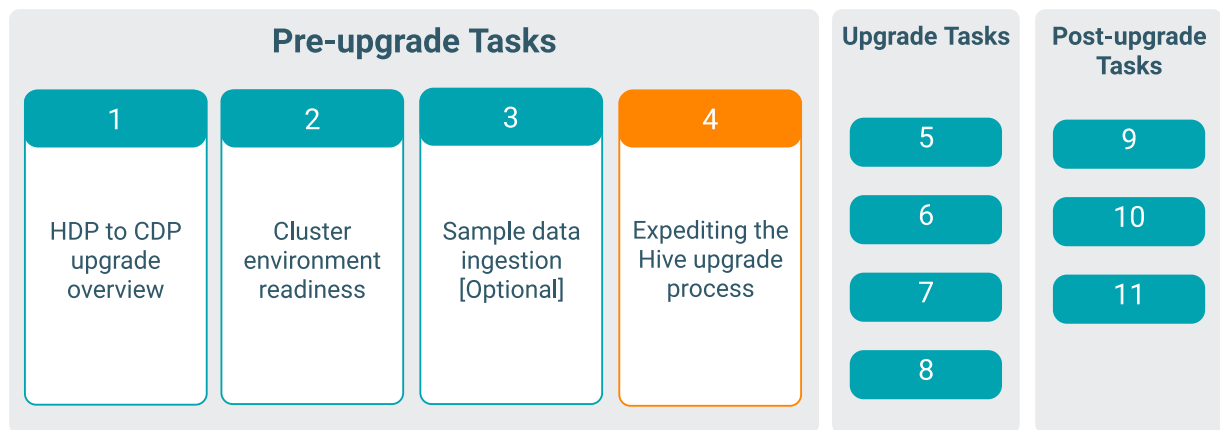 Pre-upgrade Tasks
1
HDP to CDP
upgrade
overview
2
Cluster
environment
readiness
3
Sample data
ingestion
[Optional]
4
Expediting the
Hive upgrade
process
Upgrade Tasks
5
6
7
8
Post-upgrade
Tasks
9
10
11